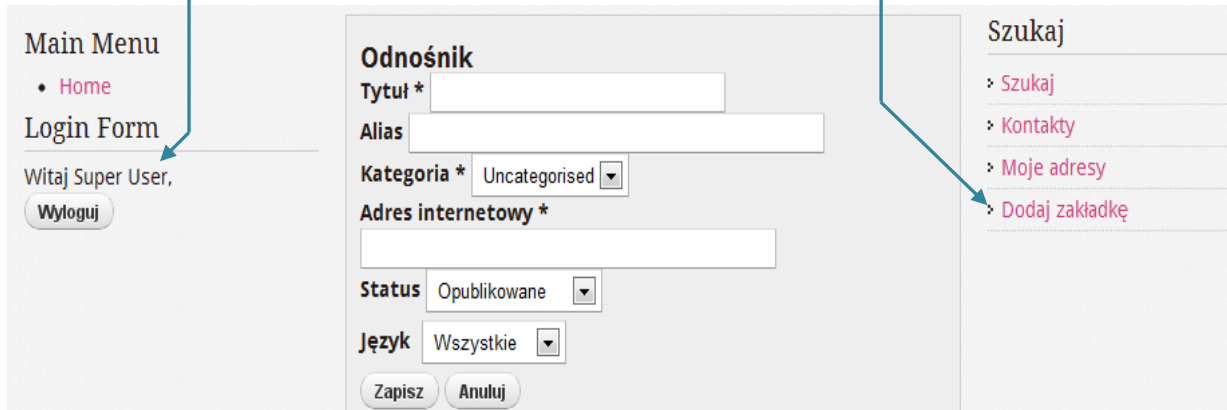 Main Menu
Home
Login Form
Witaj Super User,
Wyloguj
Odnośnik
Tytuł *
Alias
Kategoria * Uncategorised
Adres internetowy *
Status Opublikowane
Język Wszystkie
Zapisz Anuluj
Szukaj
Szukaj
Kontakty
Moje adresy
Dodaj zakładkę